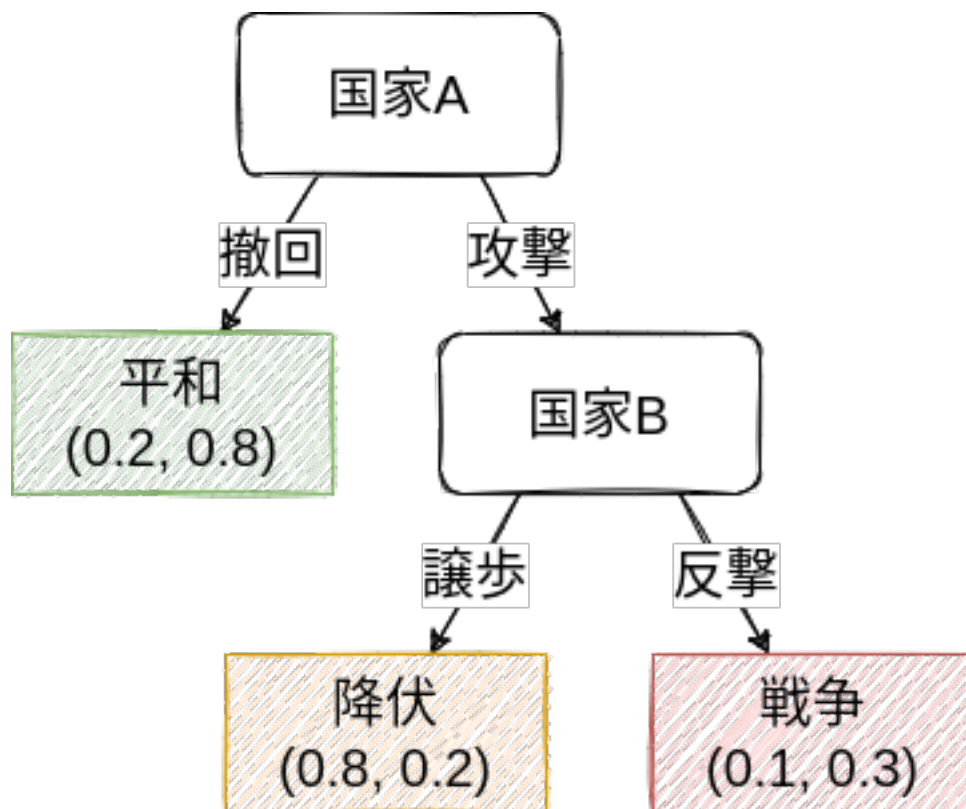 国家A
撤回
攻撃
平和
(0.2, 0.8)
国家B
譲歩
反撃
降伏
(0.8, 0.2)
戦争
(0.1, 0.3)